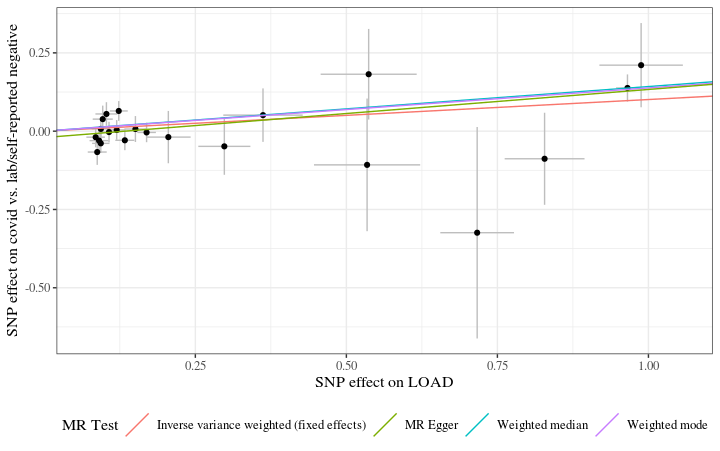 SNP effect on covid vs. lab/self-reported negative
0.25
0.00
-0.25
-0.50
0.25 0.50 0.75 1.00
SNP effect on LOAD
MR Test Inverse variance weighted (fixed effects) MR Egger Weighted median Weighted mode